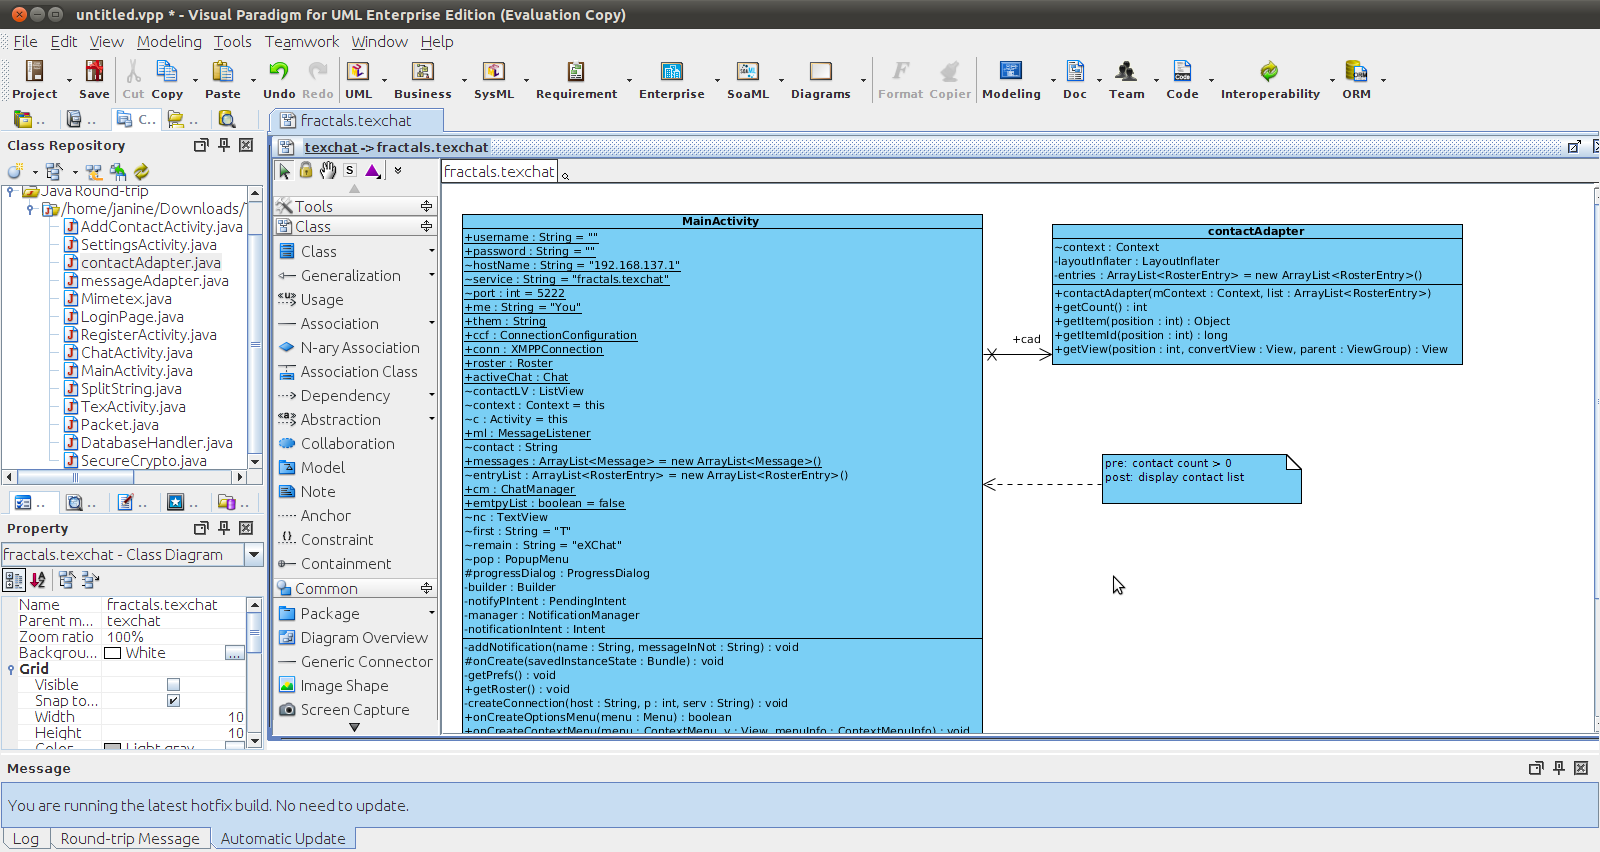 untitled.vpp * - Visual Paradigm for UML Enterprise Edition (Evaluation Copy)
File Edit View Modeling Tools Teamwork Window Help
Project Save Cut Copy Paste Undo Redo UML Business SysML Requirement Enterprise SoaML Diagrams Format Copier Modeling Doc Team Code Interoperability ORM
C..
fractals.texchat
Class Repository
texchat->fractals.texchat
fractals.texchat
Java Round-trip
/home/janine/Downloads/
AddContactActivity.java
SettingsActivity.java
contactAdapter.java
messageAdapter.java
Mimetex.java
LoginPage.java
RegisterActivity.java
ChatActivity.java
MainActivity.java
SplitString.java
TexActivity.java
Packet.java
DatabaseHandler.java
SecureCrypto.java
Property
fractals.texchat - Class Diagram
Name fractals.texchat
Parent m... texchat
Zoom ratio 100%
Backgrou... White ...
Grid
Visible
Snap to...
Width 10
Height 10
Color Light gray
Tools
Class
Class
Generalization
Usage
Association
N-ary Association
Association Class
Dependency
Abstraction
Collaboration
Model
Note
Anchor
Constraint
Containment
Common
Package
Diagram Overview
Generic Connector
Image Shape
Screen Capture
MainActivity
+username : String = ""
+password : String = ""
~hostName : String = "192.168.137.1"
~service : String = "fractals.texchat"
~port : int = 5222
+me : String = "You"
+them : String
+ccf : ConnectionConfiguration
+conn : XMPPConnection
+roster : Roster
+activeChat : Chat
~contactLV : ListView
~context : Context = this
~c : Activity = this
+ml : MessageListener
~contact : String
+messages : ArrayList<Message> = new ArrayList<Message>()
~entryList : ArrayList<RosterEntry> = new ArrayList<RosterEntry>()
+cm : ChatManager
+emtpyList : boolean = false
~nc : TextView
~first : String = "T"
~remain : String = "eXChat"
~pop : PopupMenu
#progressDialog : ProgressDialog
-builder : Builder
-notifyPIntent : PendingIntent
-manager : NotificationManager
-notificationIntent : Intent
-addNotification(name : String, messageInNot : String) : void
#onCreate(savedInstanceState : Bundle) : void
-getPrefs() : void
+getRoster() : void
-createConnection(host : String, p : int, serv : String) : void
+onCreateOptionsMenu(menu : Menu) : boolean
+onCreateContextMenu(menu : ContextMenu, v : View, menuInfo : ContextMenuInfo) : void
+cad
contactAdapter
~context : Context
-layoutInflater : LayoutInflater
-entries : ArrayList<RosterEntry> = new ArrayList<RosterEntry>()
+contactAdapter(mContext : Context, list : ArrayList<RosterEntry>)
+getCount() : int
+getItem(position : int) : Object
+getItemId(position : int) : long
+getView(position : int, convertView : View, parent : ViewGroup) : View
pre: contact count > 0
post: display contact list
Message
You are running the latest hotfix build. No need to update.
Log Round-trip Message Automatic Update